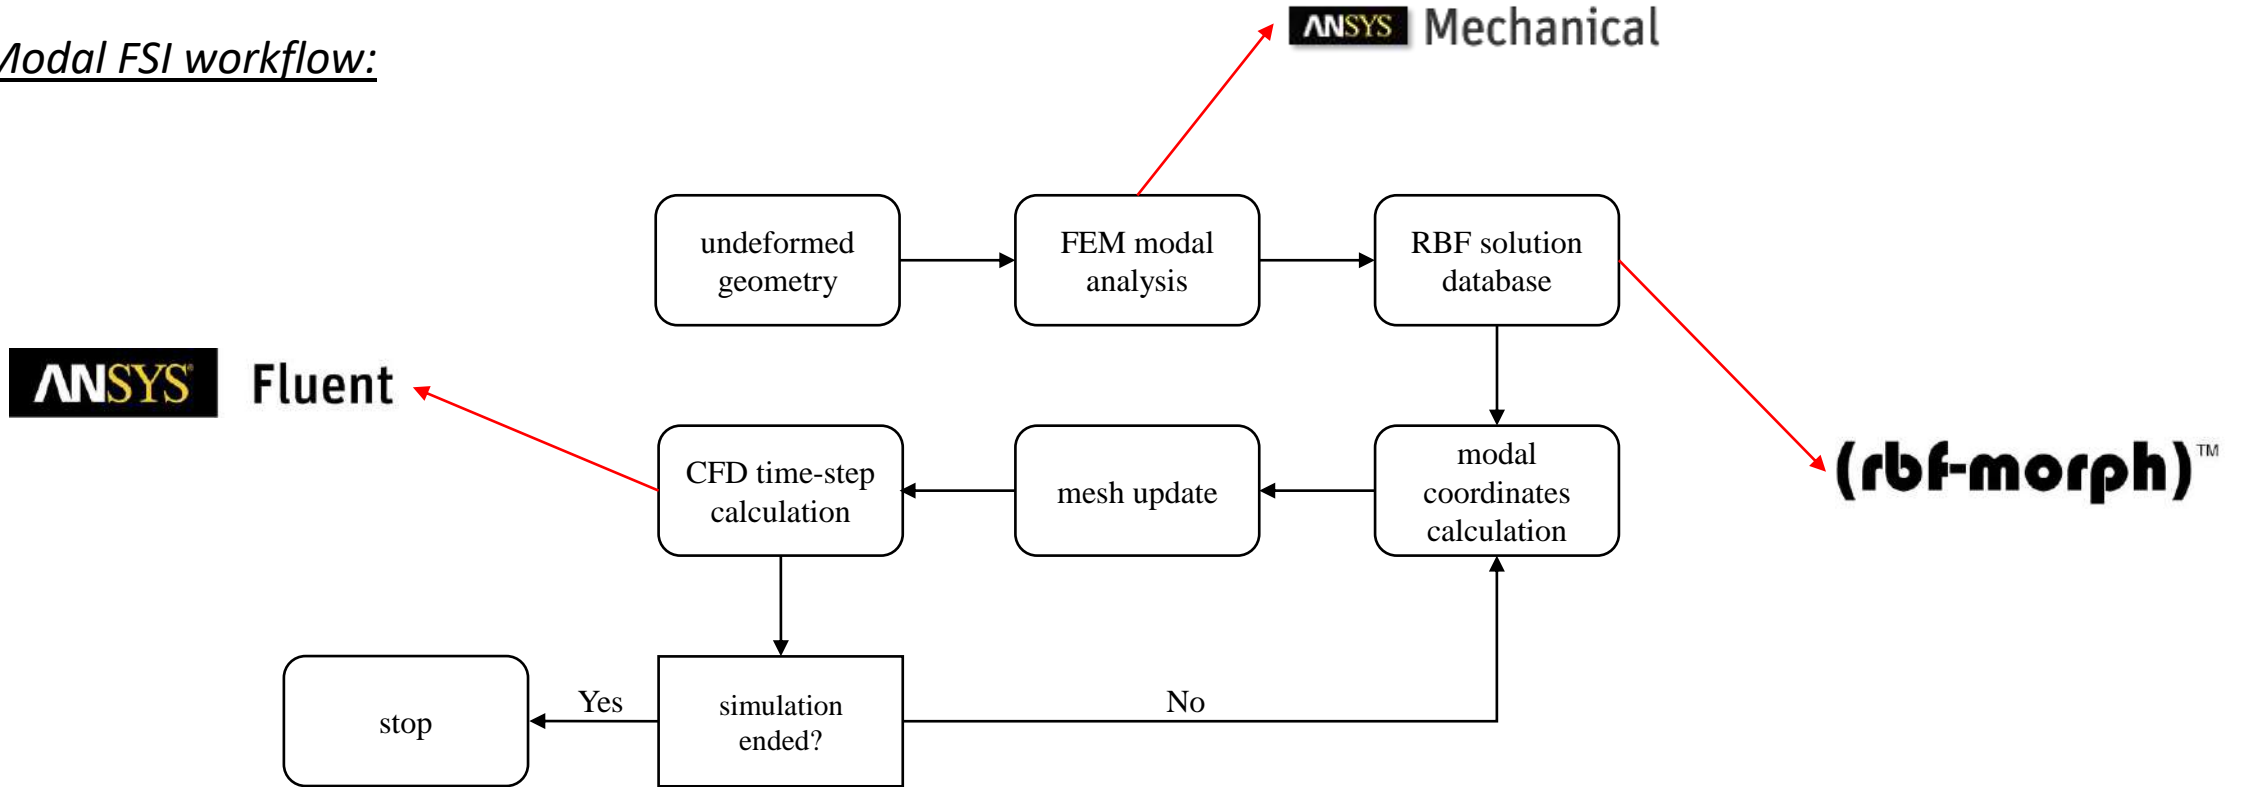 ANSYS Mechanical
Modal FSI workflow:
undeformed
geometry
FEM modal
analysis
RBF solution
database
ANSYS® Fluent
CFD time-step
calculation
mesh update
modal
coordinates
calculation
(rbf-morph)™
stop
Yes
simulation
ended?
No